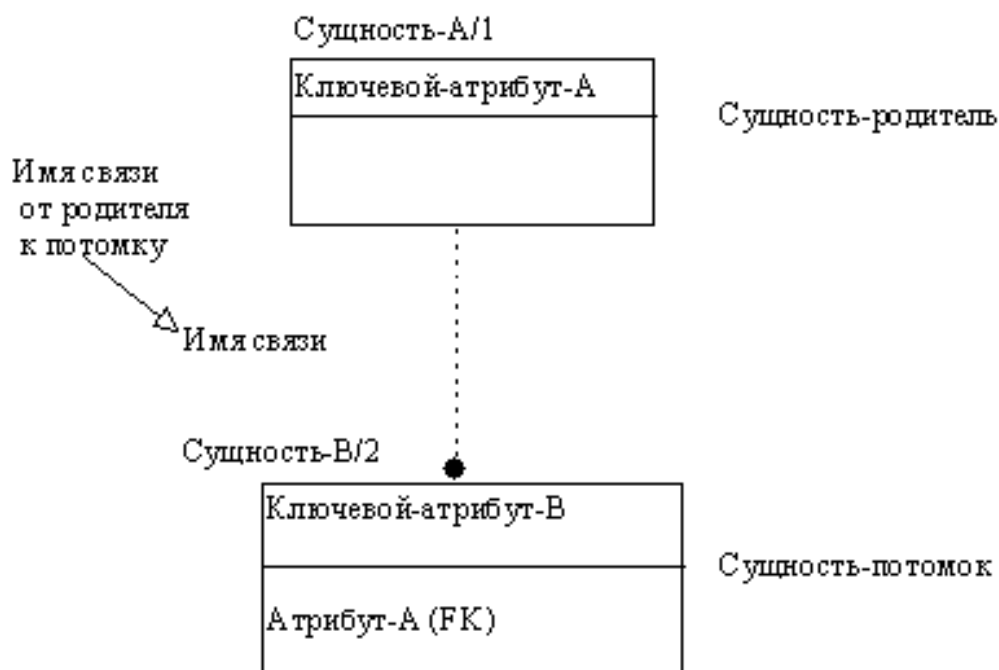 Сущность-A/1
Ключевой-атрибут-A
Сущность-родитель
Имя связи
от родителя
к потомку
Имя связи
Сущность-B/2
Ключевой-атрибут-B
Сущность-потомок
Атрибут-A (FK)